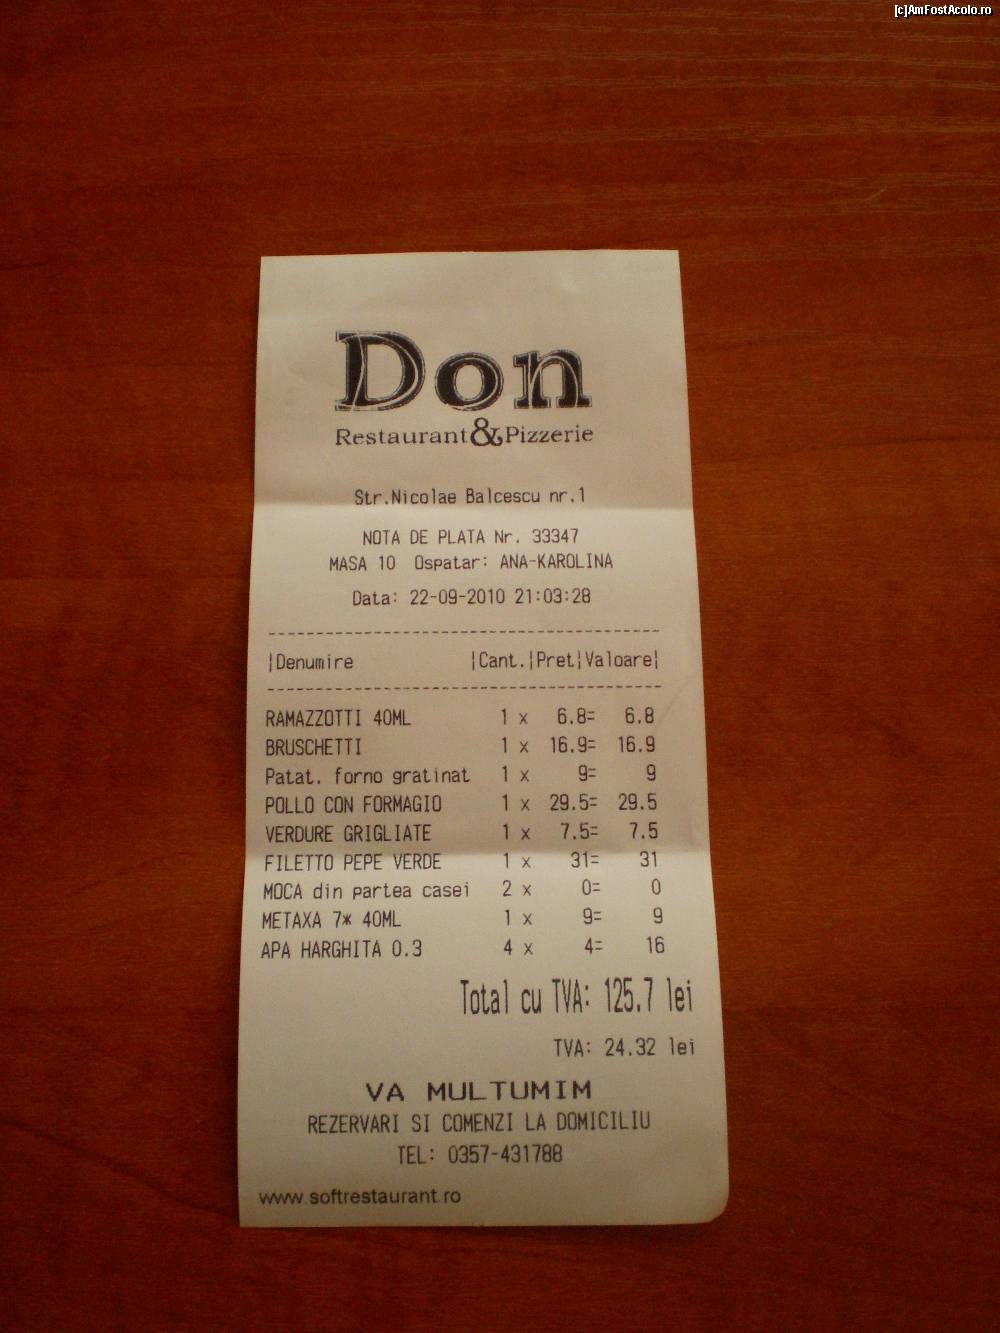 [c]AmFostAcolo.ro
Don
Restaurant & Pizzerie
Str.Nicolae Balcescu nr.1
NOTA DE PLATA Nr. 33347
MASA 10 Ospatar: ANA-KAROLINA
Data: 22-09-2010 21:03:28
--------------------------------------------
|Denumire |Cant.|Pret|Valoare|
--------------------------------------------
RAMAZZOTTI 40ML 1 x 6.8= 6.8
BRUSCHETTI 1 x 16.9= 16.9
Patat. forno gratinat 1 x 9= 9
POLLO CON FORMAGIO 1 x 29.5= 29.5
VERDURE GRIGLIATE 1 x 7.5= 7.5
FILETTO PEPE VERDE 1 x 31= 31
MOCA din partea casei 2 x 0= 0
METAXA 7* 40ML 1 x 9= 9
APA HARGHITA 0.3 4 x 4= 16
Total cu TVA: 125.7 lei
TVA: 24.32 lei
VA MULTUMIM
REZERVARI SI COMENZI LA DOMICILIU
TEL: 0357-431788
www.softrestaurant.ro